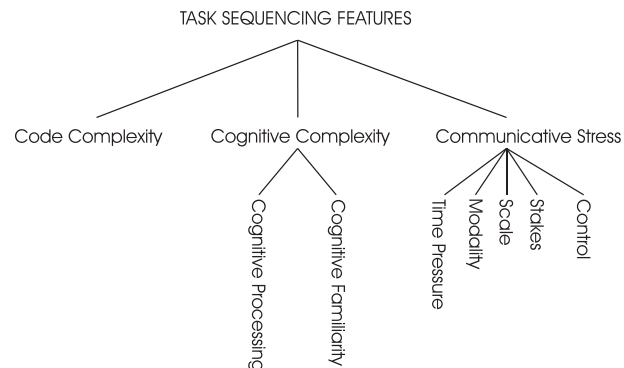 TASK SEQUENCING FEATURES
Code Complexity
Cognitive Complexity
Communicative Stress
Cognitive Processing
Cognitive Familiarity
Time Pressure
Modality
Scale
Stakes
Control